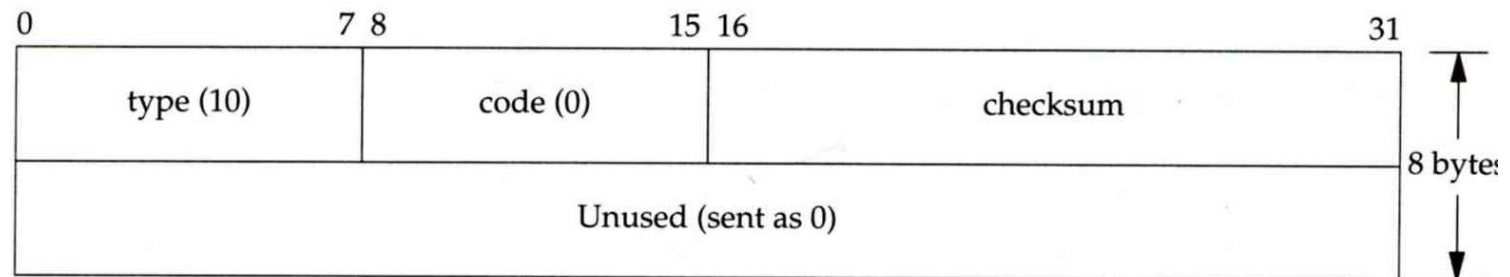 0 7 8 15 16 31
type (10) code (0) checksum
8 bytes
Unused (sent as 0)